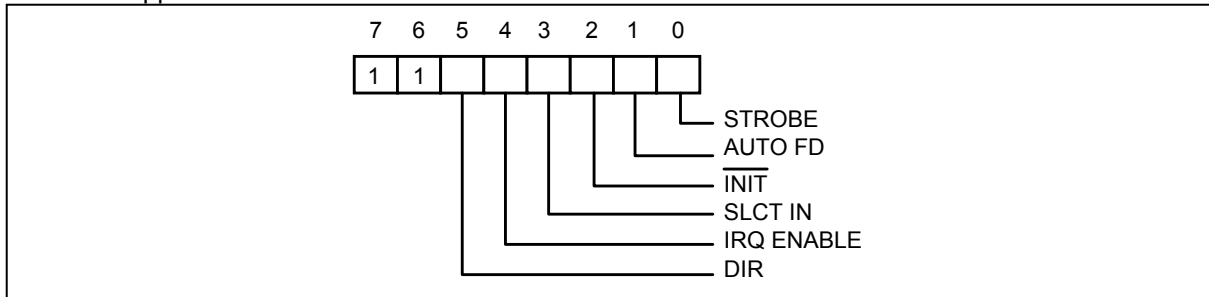 7 6 5 4 3 2 1 0
1 1
STROBE
AUTO FD
INIT
SLCT IN
IRQ ENABLE
DIR